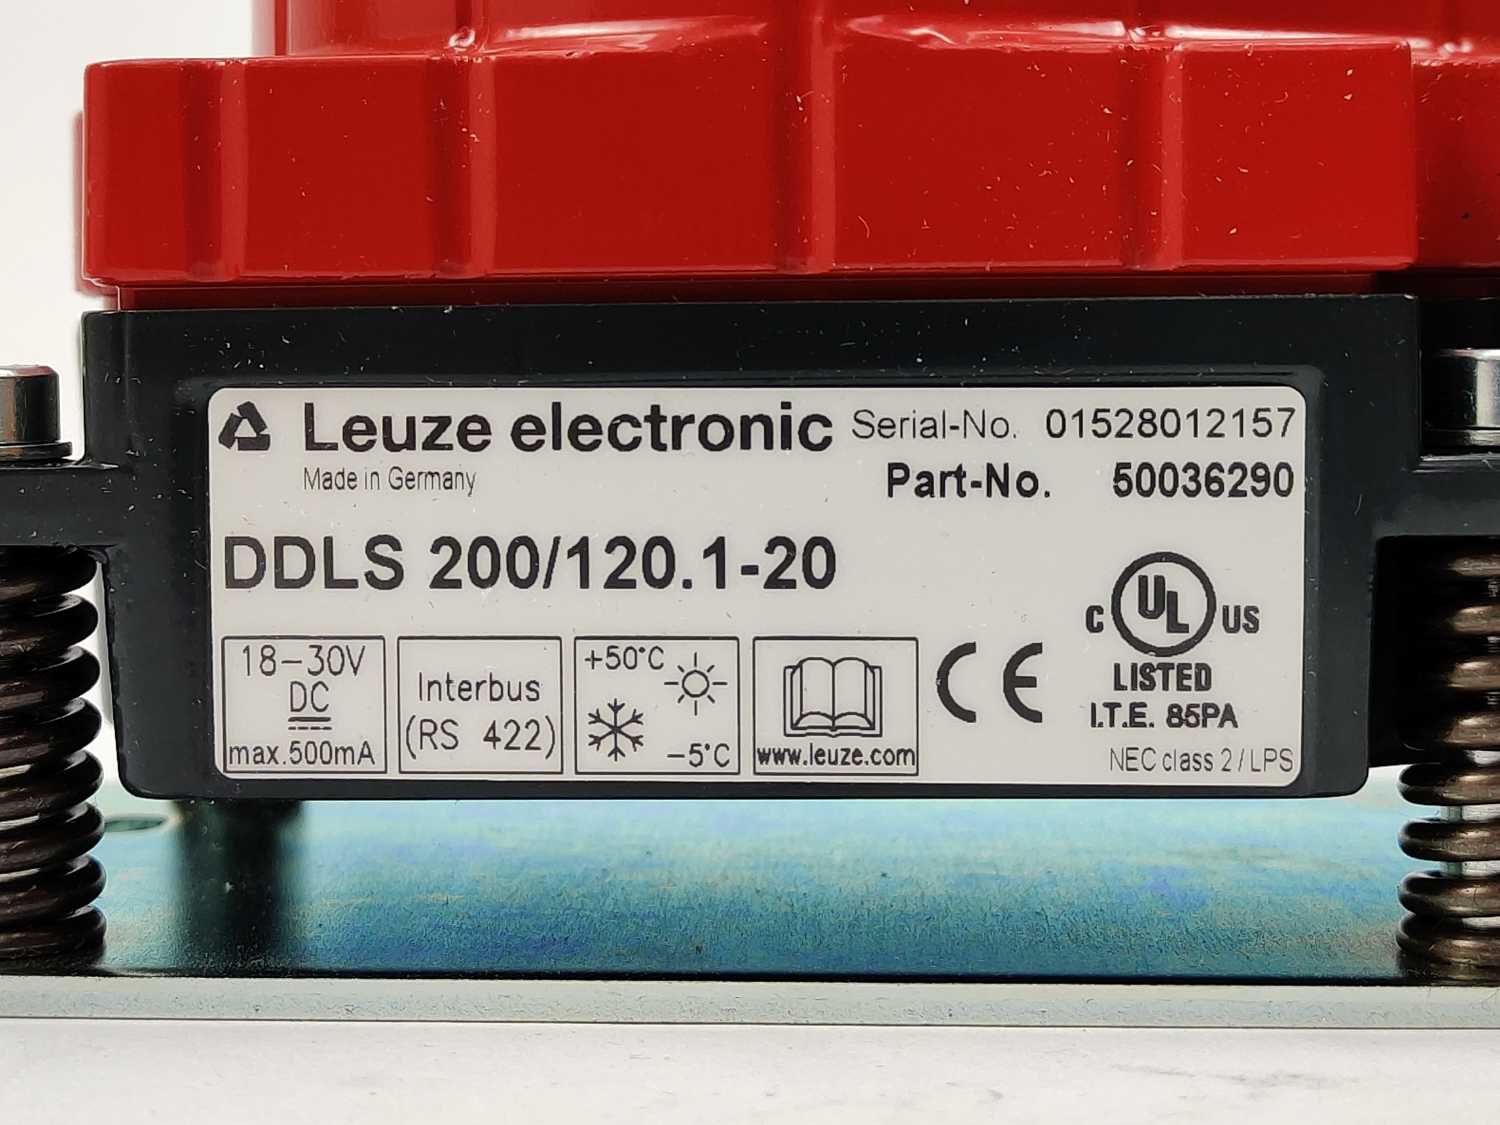 Leuze electronic Serial-No. 01528012157
Made in Germany Part-No. 50036290
DDLS 200/120.1-20
18-30V
DC
max.500mA
Interbus
(RS 422)
+50°C
-5°C
www.leuze.com
CE
C UL US
LISTED
I.T.E. 85PA
NEC class 2 / LPS